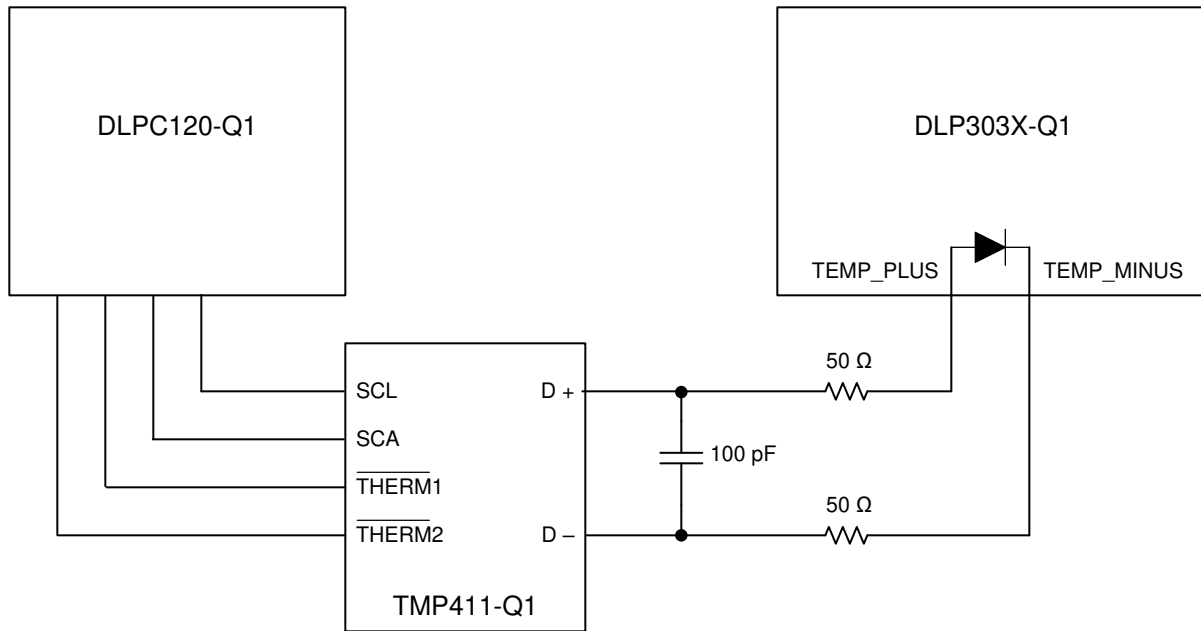 DLPC120-Q1
DLP303X-Q1
TEMP_PLUS
TEMP_MINUS
50 Ω
SCL
D +
SCA
100 pF
THERM1
50 Ω
THERM2
D −
TMP411-Q1